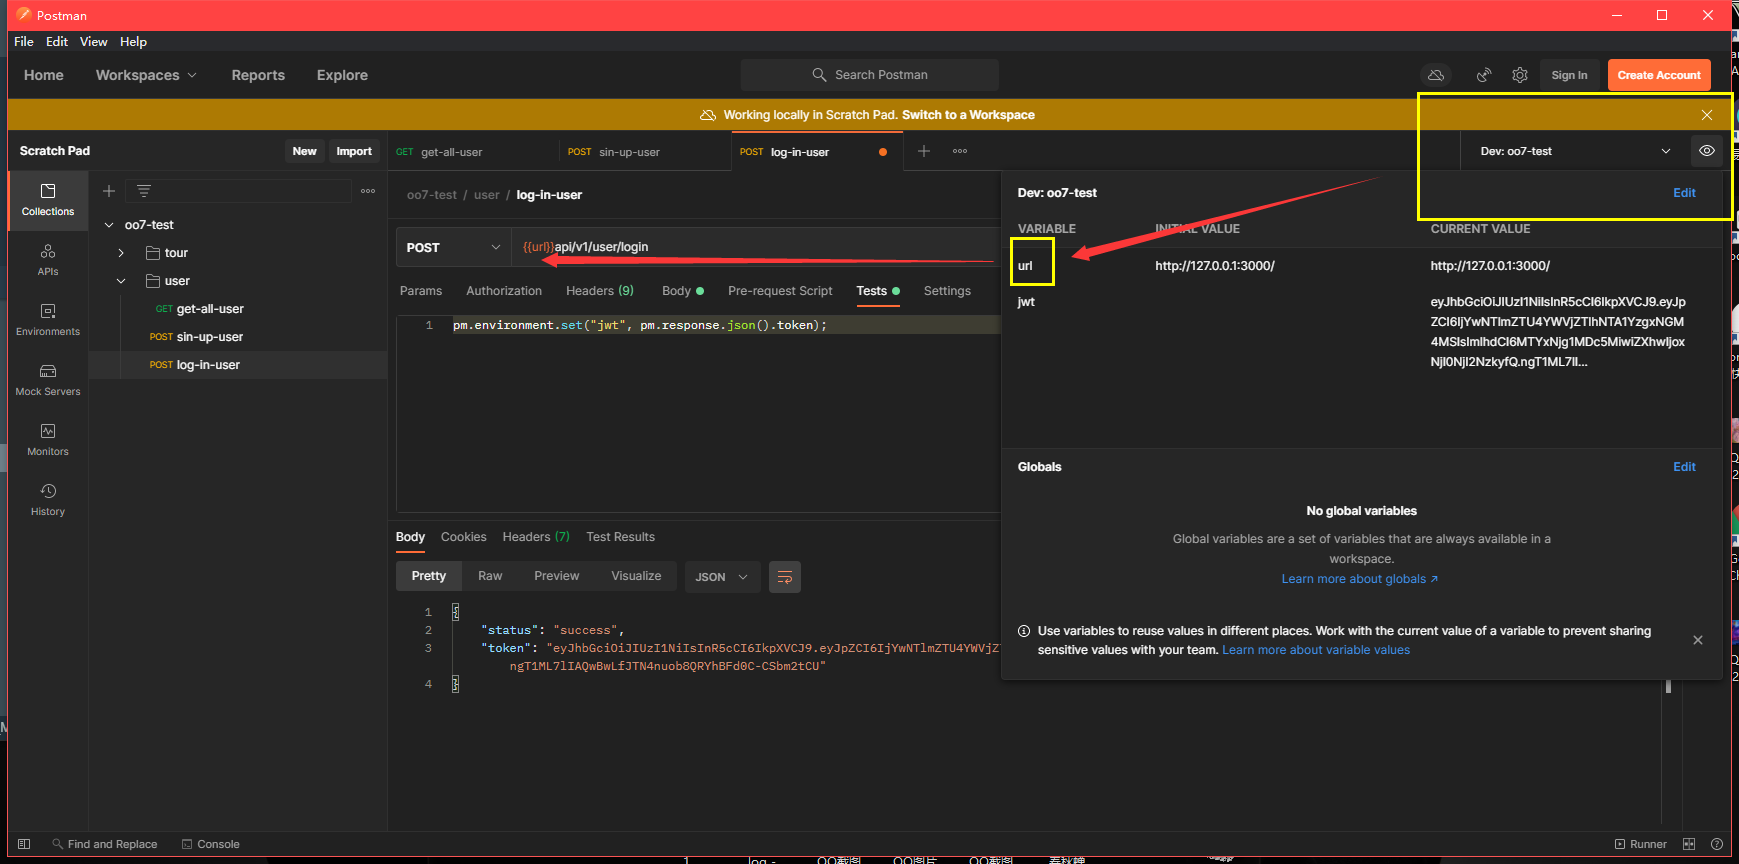 Postman
File Edit View Help
Home Workspaces Reports Explore Search Postman Sign In Create Account
Working locally in Scratch Pad. Switch to a Workspace
Scratch Pad New Import GET get-all-user POST sin-up-user POST log-in-user Dev: oo7-test
Collections
APIs
Environments
Mock Servers
Monitors
History
oo7-test
tour
user
GET get-all-user
POST sin-up-user
POST log-in-user
oo7-test / user / log-in-user
POST {{url}}api/v1/user/login
Params Authorization Headers (9) Body Pre-request Script Tests Settings
1 pm.environment.set("jwt", pm.response.json().token);
Dev: oo7-test Edit
VARIABLE INITIAL VALUE CURRENT VALUE
url http://127.0.0.1:3000/ http://127.0.0.1:3000/
jwt eyJhbGciOiJIUzI1NiIsInR5cCI6IkpXVCJ9.eyJp
ZCI6IjYwNTlmZTU4YWVjZTlhNTA1YzgxNGM
4MSIsImlhdCI6MTYxNjg1MDc5MiwiZXhwIjox
NjI0NjI2NzkyfQ.ngT1ML7lI...
Globals Edit
No global variables
Global variables are a set of variables that are always available in a
workspace.
Learn more about globals
Use variables to reuse values in different places. Work with the current value of a variable to prevent sharing
sensitive values with your team. Learn more about variable values
Body Cookies Headers (7) Test Results
Pretty Raw Preview Visualize JSON
1 {
2 "status": "success",
3 "token": "eyJhbGciOiJIUzI1NiIsInR5cCI6IkpXVCJ9.eyJpZCI6IjYwNTlmZTU4YWVjZ
ngT1ML7lIAQwBwLfJTN4nuob8QRYhBFd0C-CSbm2tCU"
4 }
Find and Replace Console Runner